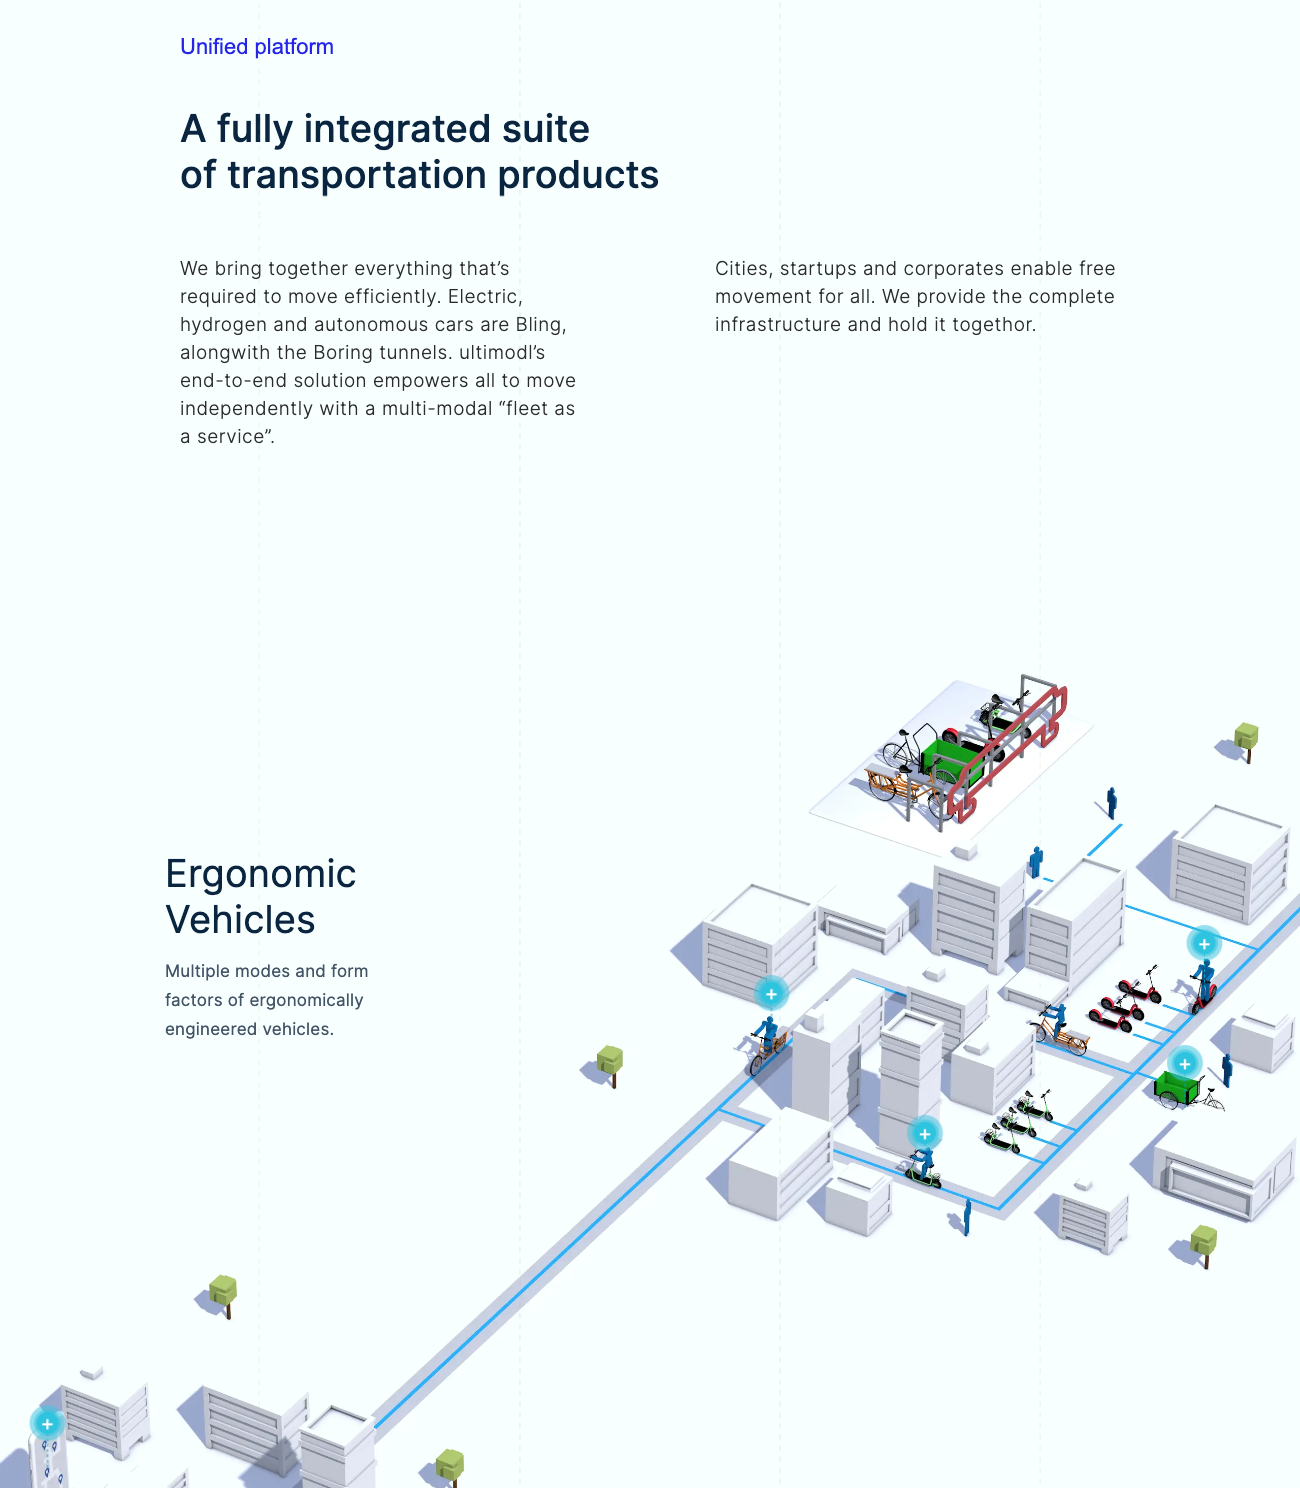 Unified platform
A fully integrated suite
of transportation products
We bring together everything that’s
required to move efficiently. Electric,
hydrogen and autonomous cars are Bling,
alongwith the Boring tunnels. ultimodl’s
end-to-end solution empowers all to move
independently with a multi-modal “fleet as
a service”.
Cities, startups and corporates enable free
movement for all. We provide the complete
infrastructure and hold it togethor.
Ergonomic
Vehicles
Multiple modes and form
factors of ergonomically
engineered vehicles.